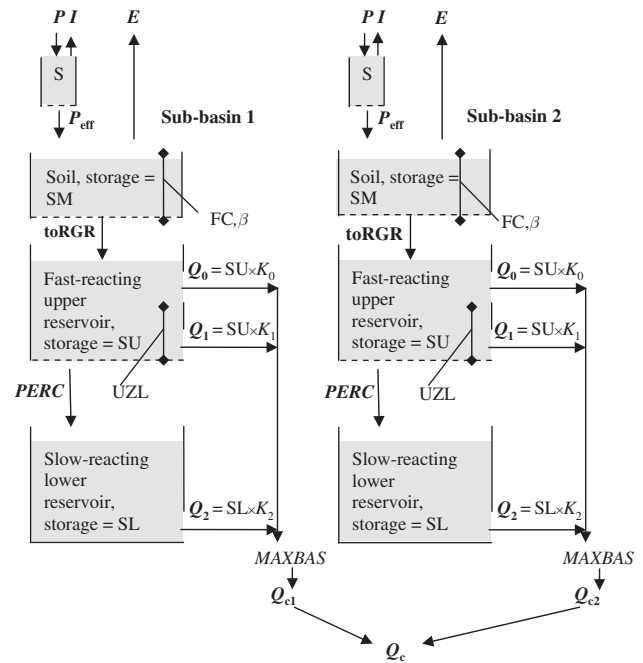 P I
E
S
P_eff
Sub-basin 1
Soil, storage =
SM
FC,β
toRGR
Q_0 = SU×K_0
Fast-reacting
upper
reservoir,
storage = SU
Q_1 = SU×K_1
PERC
UZL
Slow-reacting
lower
reservoir,
storage = SL
Q_2 = SL×K_2
MAXBAS
Q_c1
P I
E
S
P_eff
Sub-basin 2
Soil, storage =
SM
FC,β
toRGR
Q_0 = SU×K_0
Fast-reacting
upper
reservoir,
storage = SU
Q_1 = SU×K_1
PERC
UZL
Slow-reacting
lower
reservoir,
storage = SL
Q_2 = SL×K_2
MAXBAS
Q_c2
Q_c